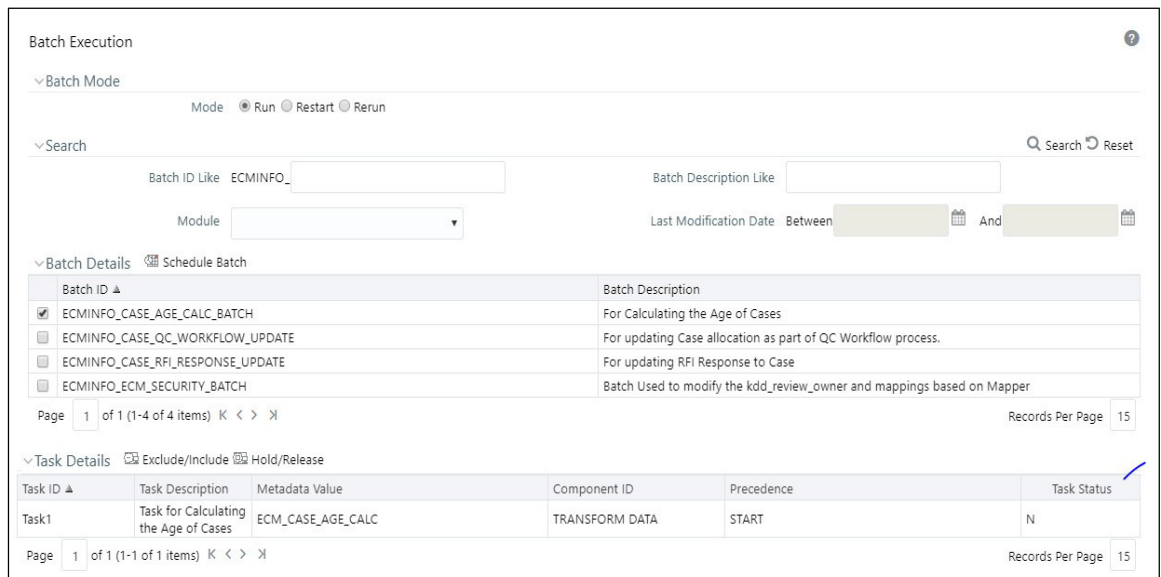 Batch Execution
Batch Mode
Mode Run Restart Rerun
Search Search Reset
Batch ID Like ECMINFO_ Batch Description Like
Module Last Modification Date Between And
Batch Details Schedule Batch
Batch ID Batch Description
ECMINFO_CASE_AGE_CALC_BATCH For Calculating the Age of Cases
ECMINFO_CASE_QC_WORKFLOW_UPDATE For updating Case allocation as part of QC Workflow process.
ECMINFO_CASE_RFI_RESPONSE_UPDATE For updating RFI Response to Case
ECMINFO_ECM_SECURITY_BATCH Batch Used to modify the kdd_review_owner and mappings based on Mapper
Page 1 of 1 (1-4 of 4 items) Records Per Page 15
Task Details Exclude/Include Hold/Release
Task ID Task Description Metadata Value Component ID Precedence Task Status
Task1 Task for Calculating the Age of Cases ECM_CASE_AGE_CALC TRANSFORM DATA START N
Page 1 of 1 (1-1 of 1 items) Records Per Page 15